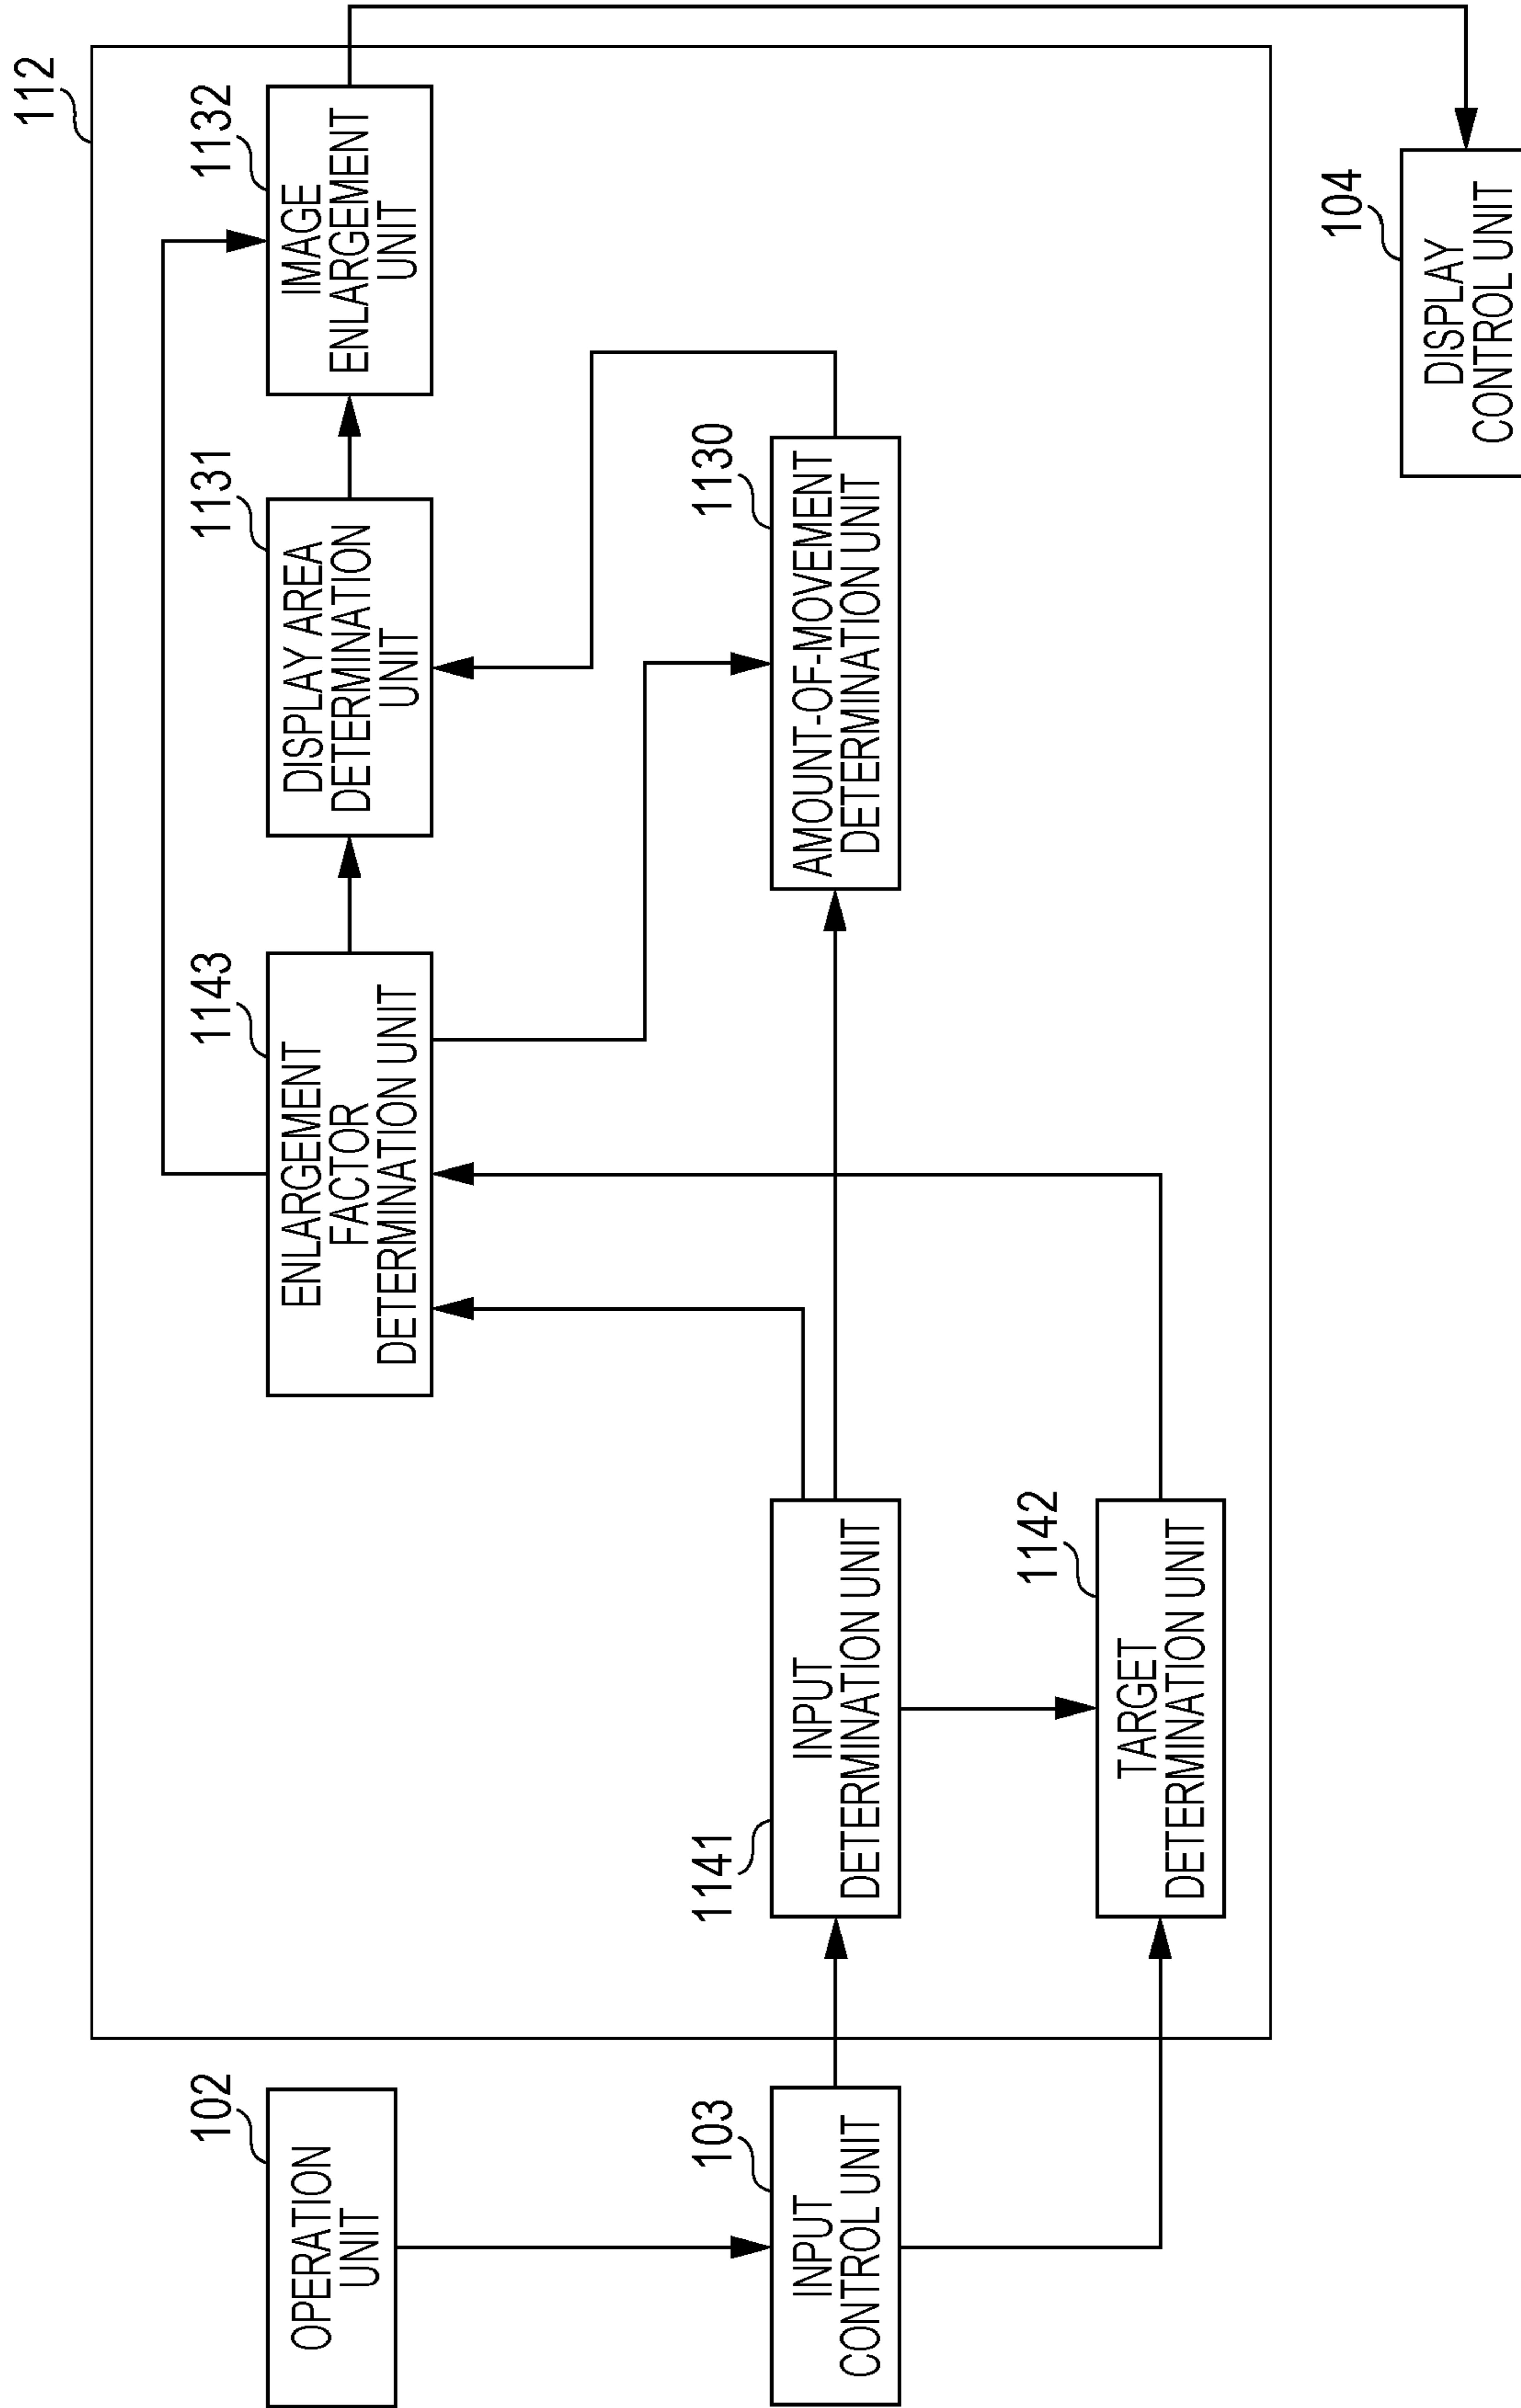 112
102
OPERATION
UNIT
103
INPUT
CONTROL UNIT
1141
INPUT
DETERMINATION UNIT
1142
TARGET
DETERMINATION UNIT
1143
ENLARGEMENT
FACTOR
DETERMINATION UNIT
1131
DISPLAY AREA
DETERMINATION
UNIT
1132
IMAGE
ENLARGEMENT
UNIT
1130
AMOUNT-OF-MOVEMENT
DETERMINATION UNIT
104
DISPLAY
CONTROL UNIT